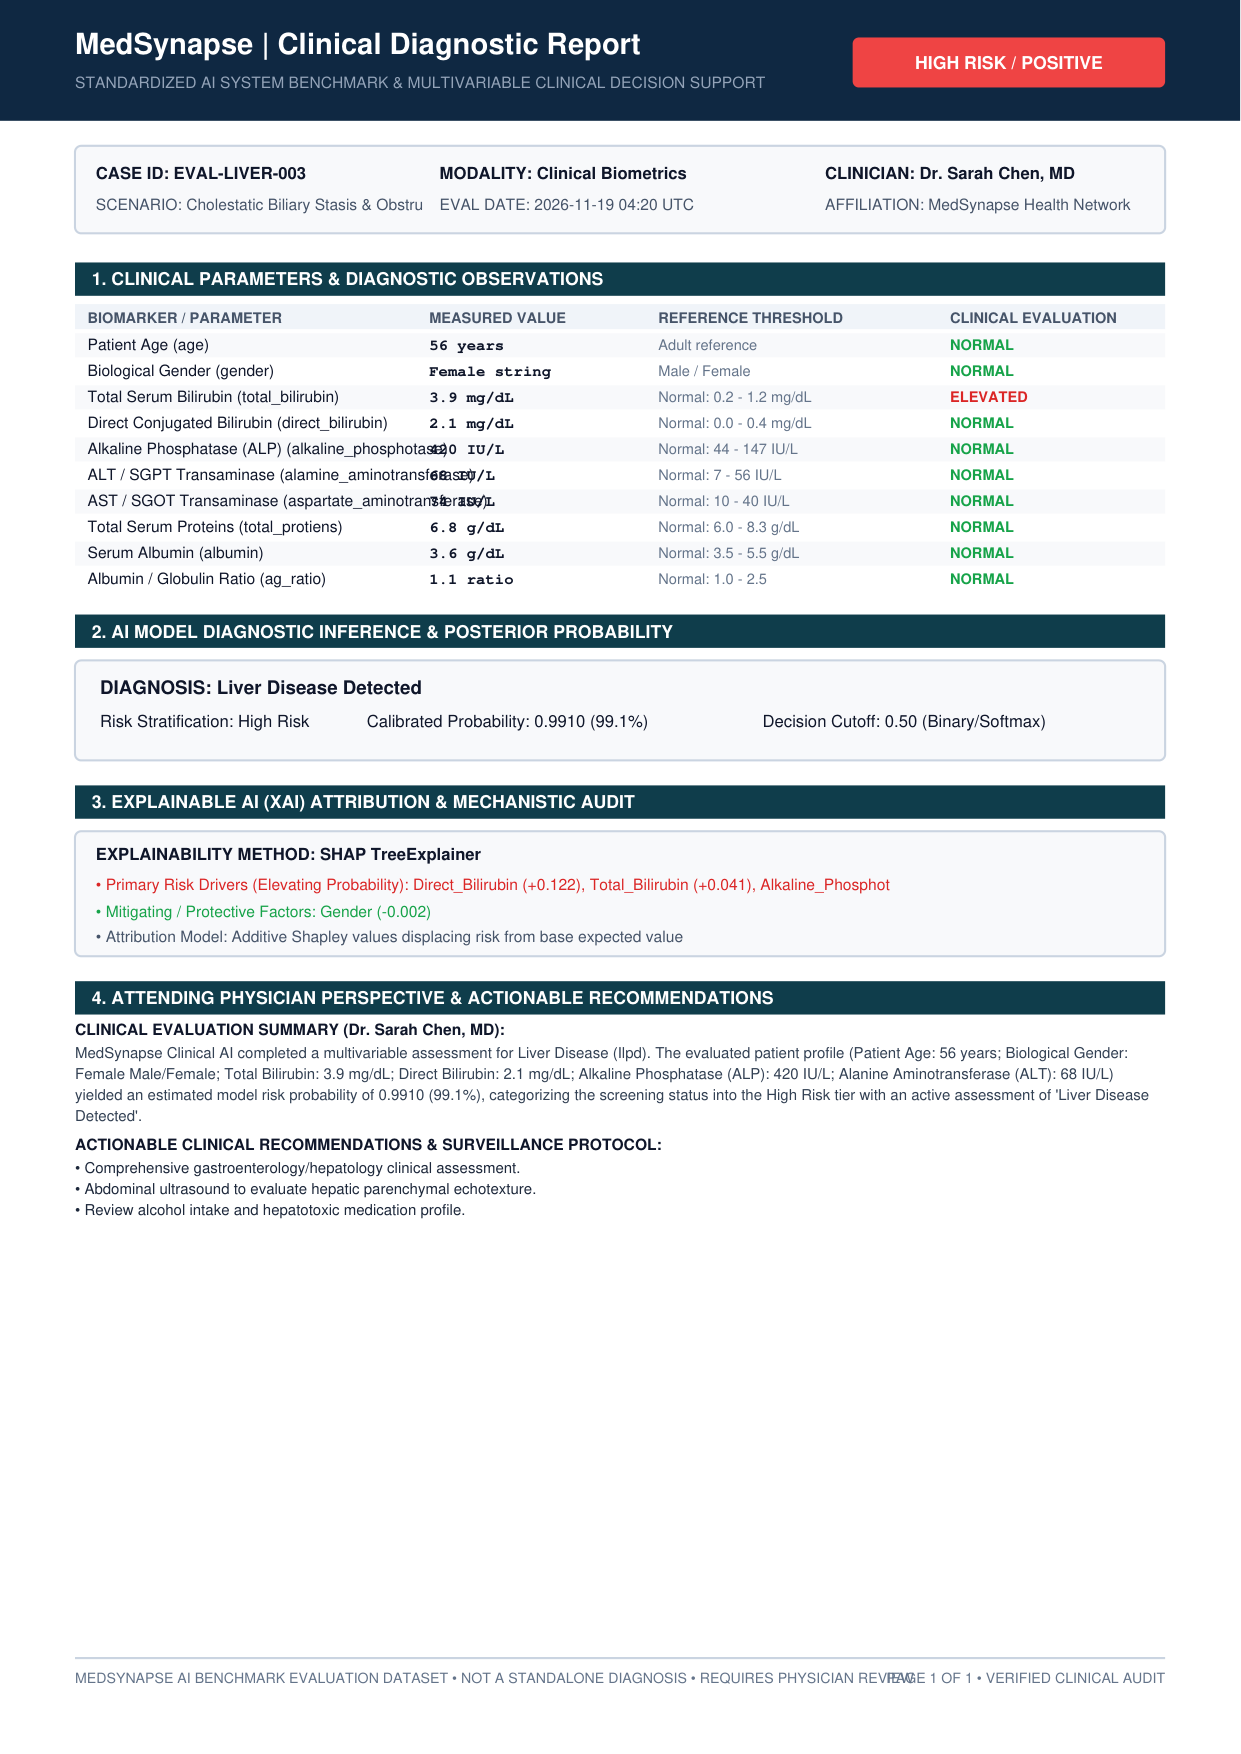 MedSynapse | Clinical Diagnostic Report
STANDARDIZED AI SYSTEM BENCHMARK & MULTIVARIABLE CLINICAL DECISION SUPPORT
HIGH RISK / POSITIVE
CASE ID: EVAL-LIVER-003 MODALITY: Clinical Biometrics CLINICIAN: Dr. Sarah Chen, MD
SCENARIO: Cholestatic Biliary Stasis & Obstru EVAL DATE: 2026-11-19 04:20 UTC AFFILIATION: MedSynapse Health Network
1. CLINICAL PARAMETERS & DIAGNOSTIC OBSERVATIONS
BIOMARKER / PARAMETER MEASURED VALUE REFERENCE THRESHOLD CLINICAL EVALUATION
Patient Age (age) 56 years Adult reference NORMAL
Biological Gender (gender) Female string Male / Female NORMAL
Total Serum Bilirubin (total_bilirubin) 3.9 mg/dL Normal: 0.2 - 1.2 mg/dL ELEVATED
Direct Conjugated Bilirubin (direct_bilirubin) 2.1 mg/dL Normal: 0.0 - 0.4 mg/dL NORMAL
Alkaline Phosphatase (ALP) (alkaline_phosphotase) 420 IU/L Normal: 44 - 147 IU/L NORMAL
ALT / SGPT Transaminase (alamine_aminotransferase) 68 IU/L Normal: 7 - 56 IU/L NORMAL
AST / SGOT Transaminase (aspartate_aminotransferase) 74 IU/L Normal: 10 - 40 IU/L NORMAL
Total Serum Proteins (total_protiens) 6.8 g/dL Normal: 6.0 - 8.3 g/dL NORMAL
Serum Albumin (albumin) 3.6 g/dL Normal: 3.5 - 5.5 g/dL NORMAL
Albumin / Globulin Ratio (ag_ratio) 1.1 ratio Normal: 1.0 - 2.5 NORMAL
2. AI MODEL DIAGNOSTIC INFERENCE & POSTERIOR PROBABILITY
DIAGNOSIS: Liver Disease Detected
Risk Stratification: High Risk Calibrated Probability: 0.9910 (99.1%) Decision Cutoff: 0.50 (Binary/Softmax)
3. EXPLAINABLE AI (XAI) ATTRIBUTION & MECHANISTIC AUDIT
EXPLAINABILITY METHOD: SHAP TreeExplainer
• Primary Risk Drivers (Elevating Probability): Direct_Bilirubin (+0.122), Total_Bilirubin (+0.041), Alkaline_Phosphot
• Mitigating / Protective Factors: Gender (-0.002)
• Attribution Model: Additive Shapley values displacing risk from base expected value
4. ATTENDING PHYSICIAN PERSPECTIVE & ACTIONABLE RECOMMENDATIONS
CLINICAL EVALUATION SUMMARY (Dr. Sarah Chen, MD):
MedSynapse Clinical AI completed a multivariable assessment for Liver Disease (Ilpd). The evaluated patient profile (Patient Age: 56 years; Biological Gender:
Female Male/Female; Total Bilirubin: 3.9 mg/dL; Direct Bilirubin: 2.1 mg/dL; Alkaline Phosphatase (ALP): 420 IU/L; Alanine Aminotransferase (ALT): 68 IU/L)
yielded an estimated model risk probability of 0.9910 (99.1%), categorizing the screening status into the High Risk tier with an active assessment of 'Liver Disease
Detected'.
ACTIONABLE CLINICAL RECOMMENDATIONS & SURVEILLANCE PROTOCOL:
• Comprehensive gastroenterology/hepatology clinical assessment.
• Abdominal ultrasound to evaluate hepatic parenchymal echotexture.
• Review alcohol intake and hepatotoxic medication profile.
MEDSYNAPSE AI BENCHMARK EVALUATION DATASET • NOT A STANDALONE DIAGNOSIS • REQUIRES PHYSICIAN REVIEW PAGE 1 OF 1 • VERIFIED CLINICAL AUDIT